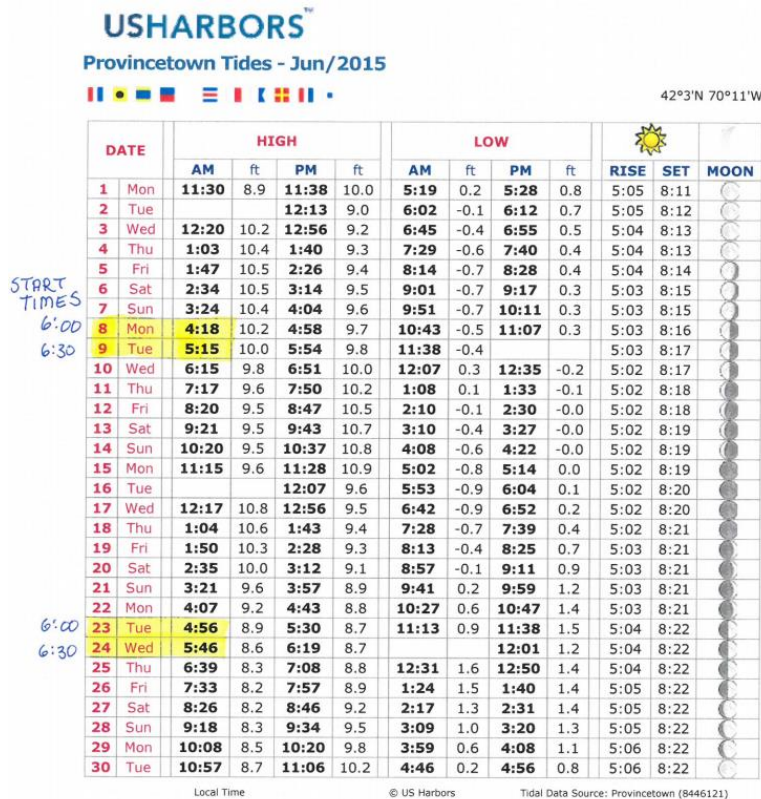 USHARBORS™
Provincetown Tides - Jun/2015
42°3'N 70°11'W
DATE HIGH LOW
AM ft PM ft AM ft PM ft RISE SET MOON
1 Mon 11:30 8.9 11:38 10.0 5:19 0.2 5:28 0.8 5:05 8:11
2 Tue 12:13 9.0 6:02 -0.1 6:12 0.7 5:05 8:12
3 Wed 12:20 10.2 12:56 9.2 6:45 -0.4 6:55 0.5 5:04 8:13
4 Thu 1:03 10.4 1:40 9.3 7:29 -0.6 7:40 0.4 5:04 8:13
5 Fri 1:47 10.5 2:26 9.4 8:14 -0.7 8:28 0.4 5:04 8:14
START 6 Sat 2:34 10.5 3:14 9.5 9:01 -0.7 9:17 0.3 5:03 8:15
TIMES 7 Sun 3:24 10.4 4:04 9.6 9:51 -0.7 10:11 0.3 5:03 8:15
6:00 8 Mon 4:18 10.2 4:58 9.7 10:43 -0.5 11:07 0.3 5:03 8:16
6:30 9 Tue 5:15 10.0 5:54 9.8 11:38 -0.4 5:03 8:17
10 Wed 6:15 9.8 6:51 10.0 12:07 0.3 12:35 -0.2 5:02 8:17
11 Thu 7:17 9.6 7:50 10.2 1:08 0.1 1:33 -0.1 5:02 8:18
12 Fri 8:20 9.5 8:47 10.5 2:10 -0.1 2:30 -0.0 5:02 8:18
13 Sat 9:21 9.5 9:43 10.7 3:10 -0.4 3:27 -0.0 5:02 8:19
14 Sun 10:20 9.5 10:37 10.8 4:08 -0.6 4:22 -0.0 5:02 8:19
15 Mon 11:15 9.6 11:28 10.9 5:02 -0.8 5:14 0.0 5:02 8:19
16 Tue 12:07 9.6 5:53 -0.9 6:04 0.1 5:02 8:20
17 Wed 12:17 10.8 12:56 9.5 6:42 -0.9 6:52 0.2 5:02 8:20
18 Thu 1:04 10.6 1:43 9.4 7:28 -0.7 7:39 0.4 5:02 8:21
19 Fri 1:50 10.3 2:28 9.3 8:13 -0.4 8:25 0.7 5:03 8:21
20 Sat 2:35 10.0 3:12 9.1 8:57 -0.1 9:11 0.9 5:03 8:21
21 Sun 3:21 9.6 3:57 8.9 9:41 0.2 9:59 1.2 5:03 8:21
22 Mon 4:07 9.2 4:43 8.8 10:27 0.6 10:47 1.4 5:03 8:21
6:00 23 Tue 4:56 8.9 5:30 8.7 11:13 0.9 11:38 1.5 5:04 8:22
6:30 24 Wed 5:46 8.6 6:19 8.7 12:01 1.2 5:04 8:22
25 Thu 6:39 8.3 7:08 8.8 12:31 1.6 12:50 1.4 5:04 8:22
26 Fri 7:33 8.2 7:57 8.9 1:24 1.5 1:40 1.4 5:05 8:22
27 Sat 8:26 8.2 8:46 9.2 2:17 1.3 2:31 1.4 5:05 8:22
28 Sun 9:18 8.3 9:34 9.5 3:09 1.0 3:20 1.3 5:05 8:22
29 Mon 10:08 8.5 10:20 9.8 3:59 0.6 4:08 1.1 5:06 8:22
30 Tue 10:57 8.7 11:06 10.2 4:46 0.2 4:56 0.8 5:06 8:22
Local Time © US Harbors Tidal Data Source: Provincetown (8446121)